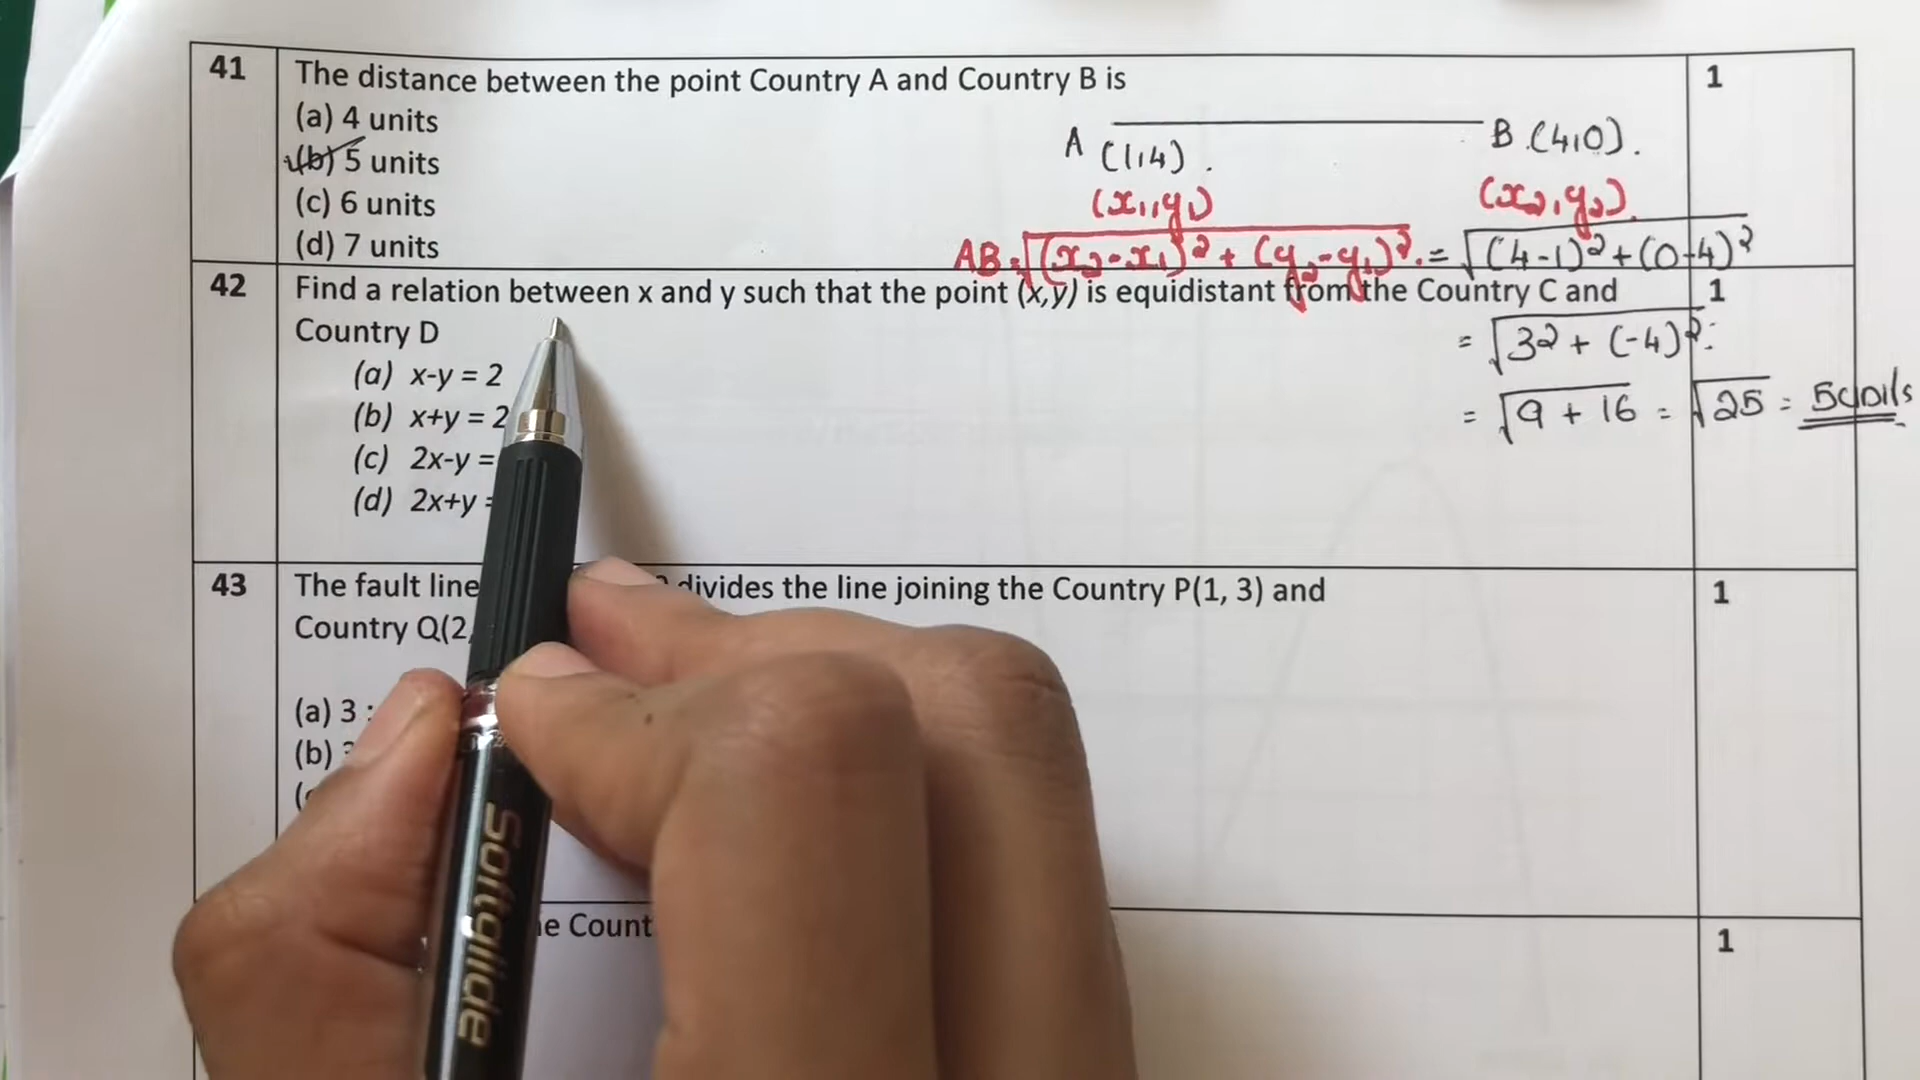 41 The distance between the point Country A and Country B is 1
(a) 4 units
(b) 5 units
(c) 6 units
(d) 7 units
A (1,4). B.(4,0).
(x₁,y₁) (x₂,y₂).
AB = √(x₂-x₁)² + (y₂-y₁)². = √(4-1)²+(0-4)²
= √3² + (-4)²
= √9 + 16 = √25 = 5units
42 Find a relation between x and y such that the point (x,y) is equidistant from the Country C and 1
Country D
(a) x-y = 2
(b) x+y = 2
(c) 2x-y =
(d) 2x+y
43 The fault line divides the line joining the Country P(1, 3) and 1
Country Q(2,
(a) 3 :
(b)
1
Softglide